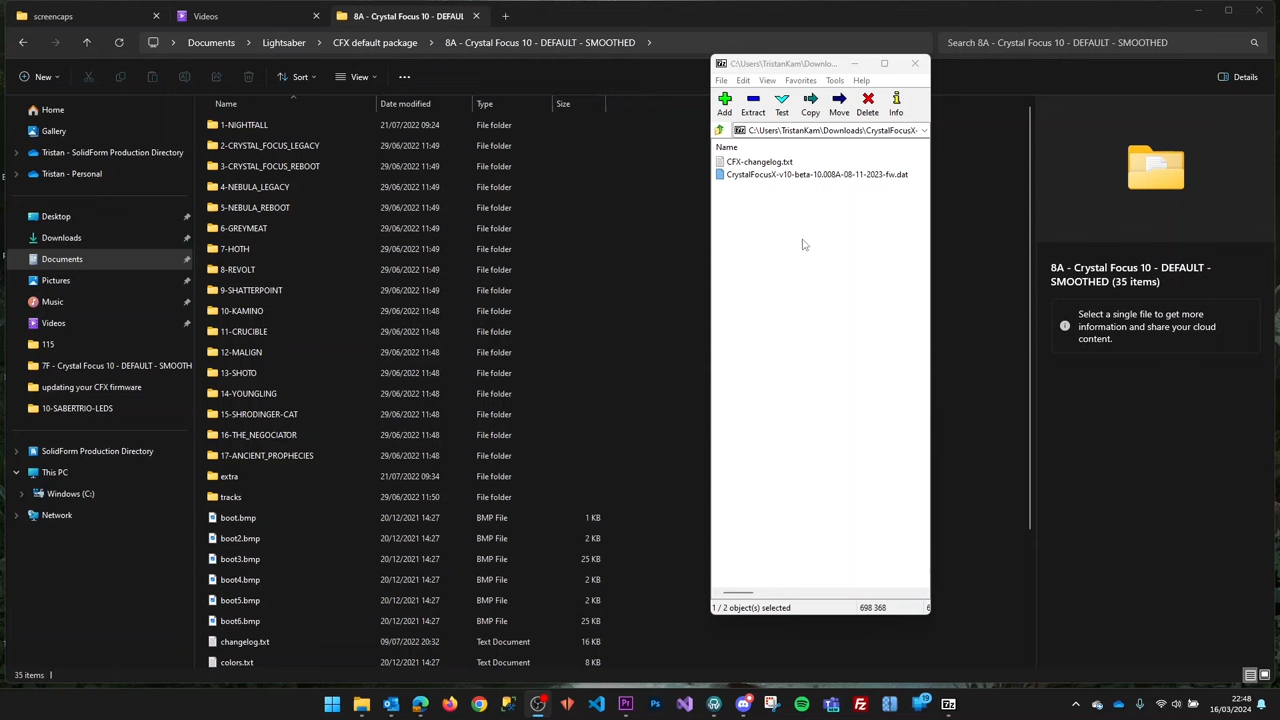 screencaps
Videos
8A - Crystal Focus 10 - DEFAUL
Documents
Lightsaber
CFX default package
8A - Crystal Focus 10 - DEFAULT - SMOOTHED
Search 8A - Crystal Focus 10 - DEFAULT - SMOOTHED
New
Sort
View
Details
Home
Gallery
Tristan - SolidForm Production Directory
Tristan - Personal
Desktop
Downloads
Documents
Pictures
Music
Videos
115
7F - Crystal Focus 10 - DEFAULT - SMOOTH
updating your CFX firmware
10-SABERTRIO-LEDS
SolidForm Production Directory
This PC
Windows (C:)
Network
Name Date modified Type Size
1-NIGHTFALL 21/07/2022 09:24 File folder
2-CRYSTAL_FOCUS_LEGACY 29/06/2022 11:49 File folder
3-CRYSTAL_FOCUS_REBOOT 29/06/2022 11:49 File folder
4-NEBULA_LEGACY 29/06/2022 11:49 File folder
5-NEBULA_REBOOT 29/06/2022 11:49 File folder
6-GREYMEAT 29/06/2022 11:49 File folder
7-HOTH 29/06/2022 11:49 File folder
8-REVOLT 29/06/2022 11:49 File folder
9-SHATTERPOINT 29/06/2022 11:49 File folder
10-KAMINO 29/06/2022 11:49 File folder
11-CRUCIBLE 29/06/2022 11:49 File folder
12-MALIGN 29/06/2022 11:48 File folder
13-SHOTO 29/06/2022 11:48 File folder
14-YOUNGLING 29/06/2022 11:48 File folder
15-SHRODINGER-CAT 29/06/2022 11:48 File folder
16-THE_NEGOCIATOR 29/06/2022 11:48 File folder
17-ANCIENT_PROPHECIES 29/06/2022 11:48 File folder
extra 21/07/2022 09:34 File folder
tracks 29/06/2022 11:50 File folder
boot.bmp 20/12/2021 14:27 BMP File 1 KB
boot2.bmp 20/12/2021 14:27 BMP File 2 KB
boot3.bmp 20/12/2021 14:27 BMP File 25 KB
boot4.bmp 20/12/2021 14:27 BMP File 2 KB
boot5.bmp 20/12/2021 14:27 BMP File 2 KB
boot6.bmp 20/12/2021 14:27 BMP File 25 KB
changelog.txt 09/07/2022 20:32 Text Document 16 KB
colors.txt 20/12/2021 14:27 Text Document 8 KB
35 items
7z C:\Users\TristanKam\Downlo...
File Edit View Favorites Tools Help
Add Extract Test Copy Move Delete Info
C:\Users\TristanKam\Downloads\CrystalFocusX-
Name
CFX-changelog.txt
CrystalFocusX-v10-beta-10.008A-08-11-2023-fw.dat
1 / 2 object(s) selected
698 368
6
8A - Crystal Focus 10 - DEFAULT -
SMOOTHED (35 items)
Select a single file to get more
information and share your cloud
content.
19
22:48
16/03/2024